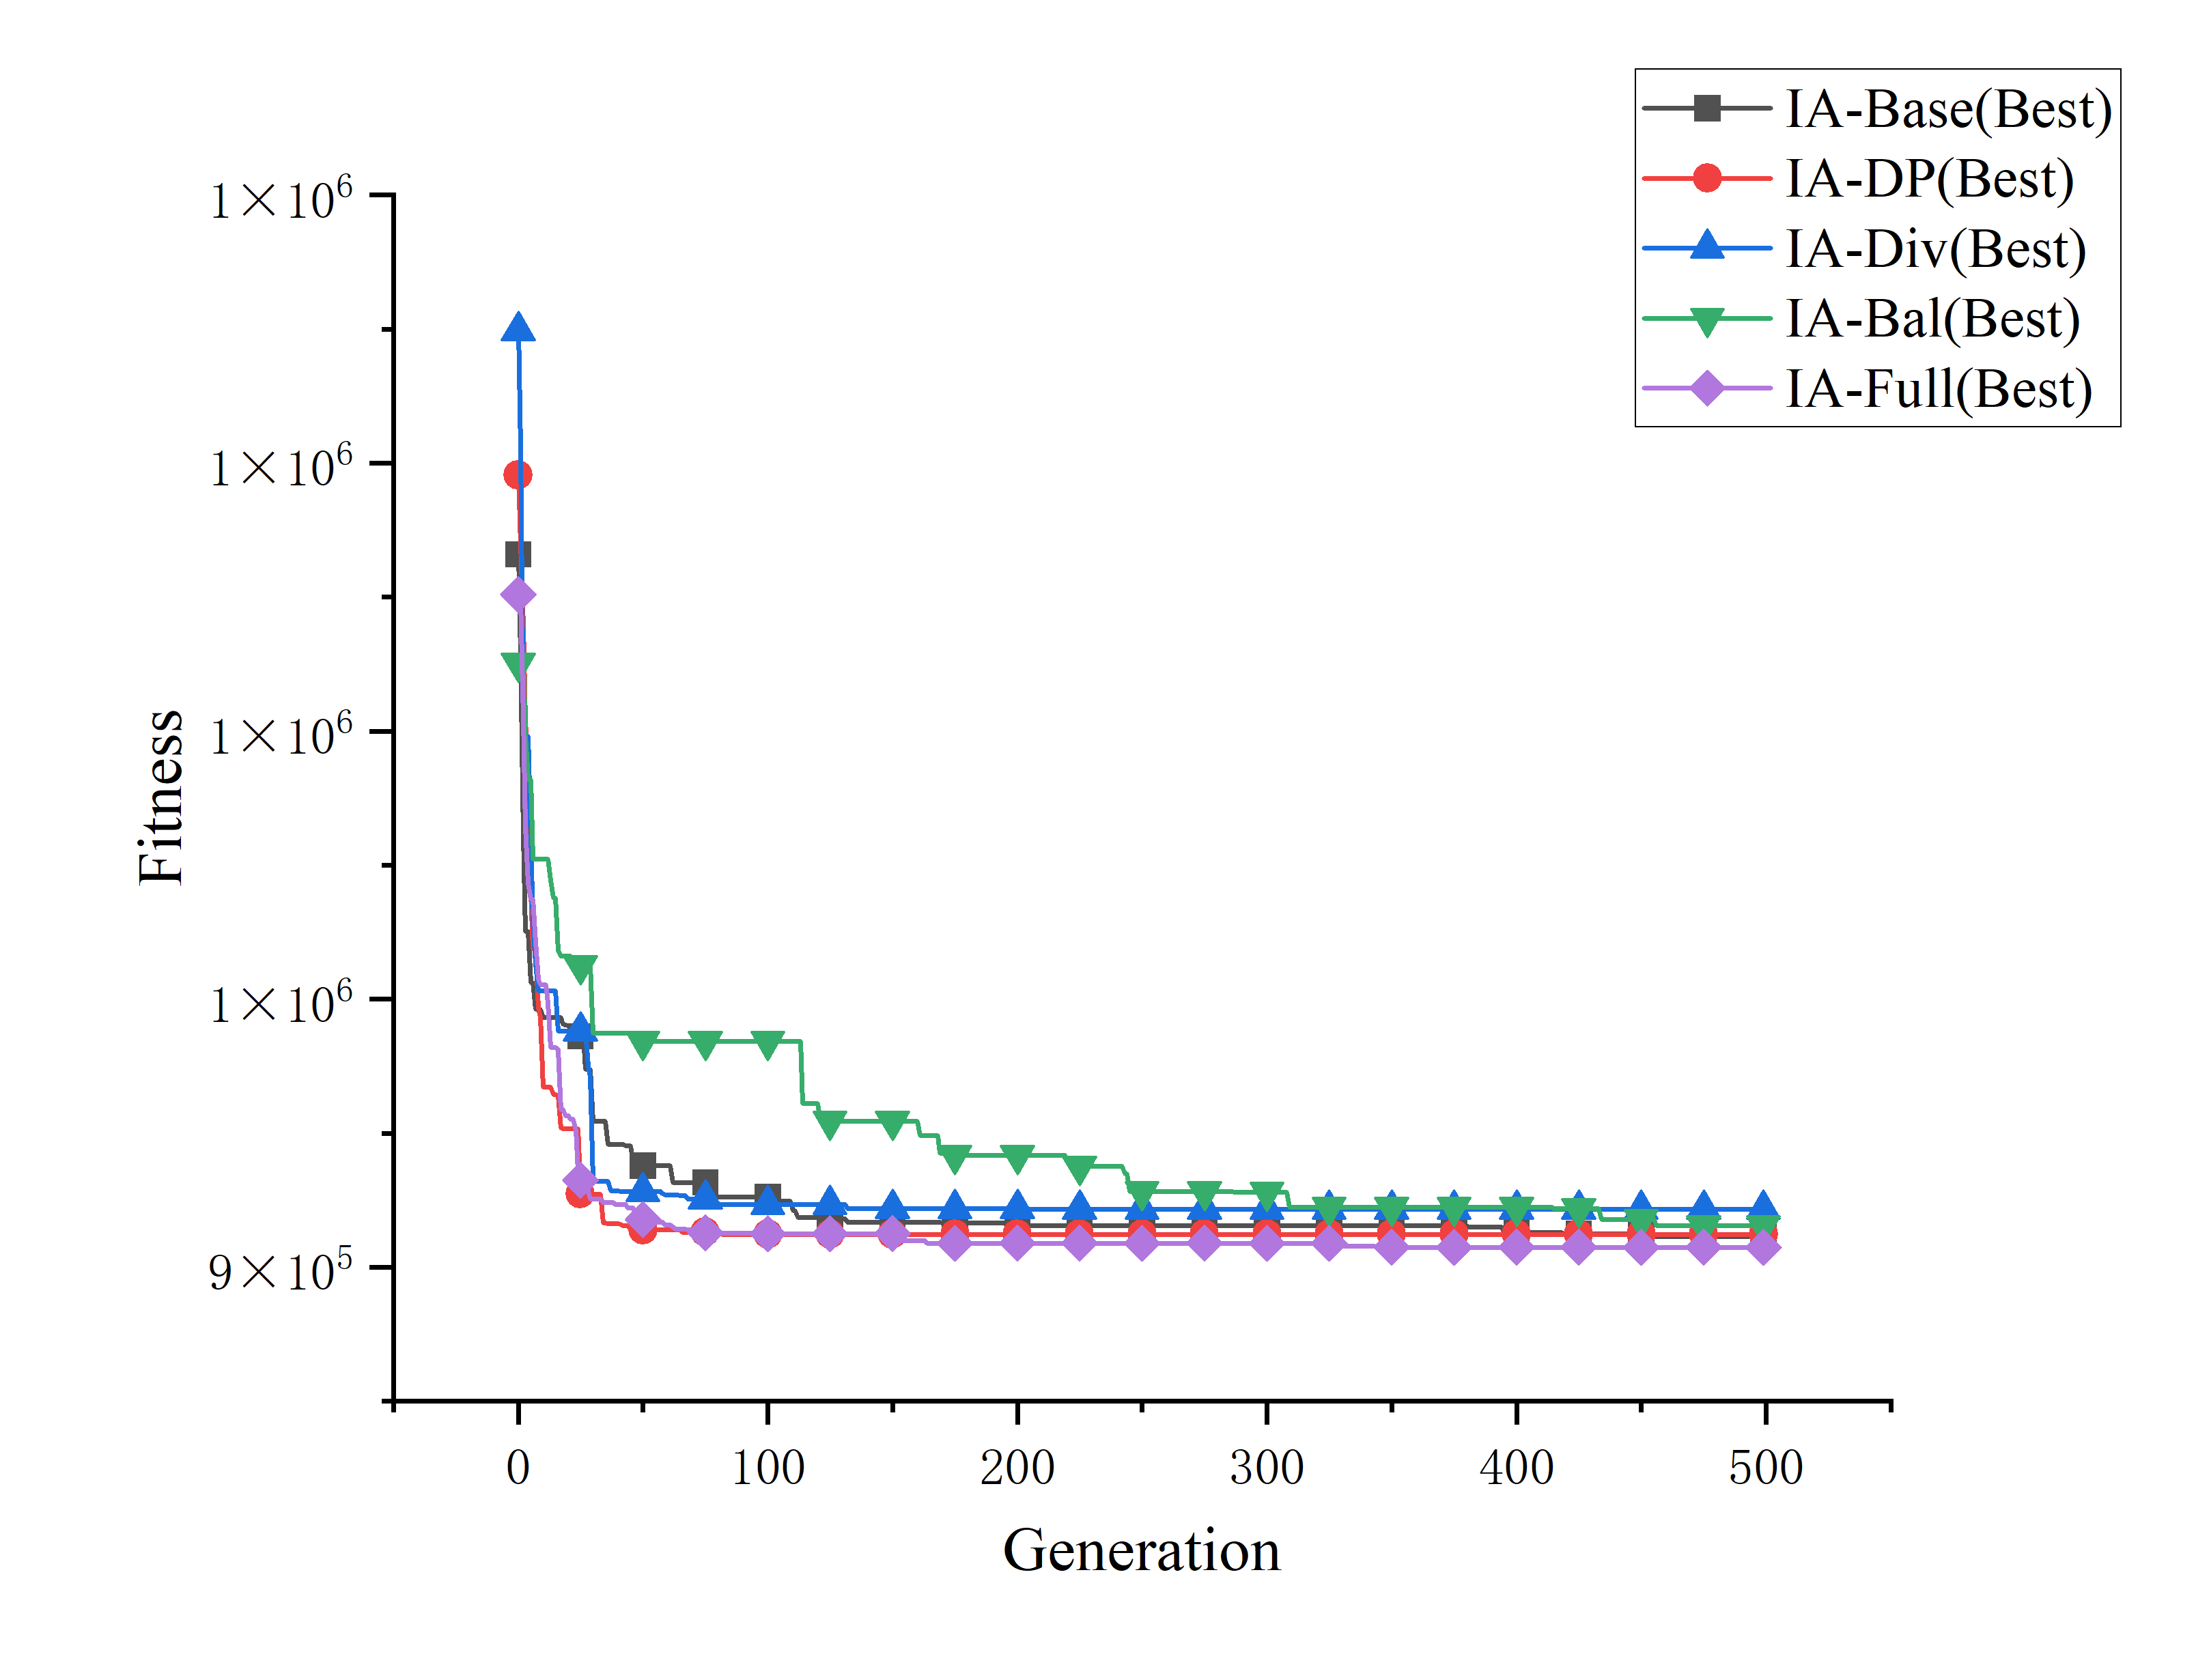 IA-Base(Best)
IA-DP(Best)
IA-Div(Best)
IA-Bal(Best)
IA-Full(Best)
1×10⁶
1×10⁶
1×10⁶
1×10⁶
9×10⁵
Fitness
0 100 200 300 400 500
Generation